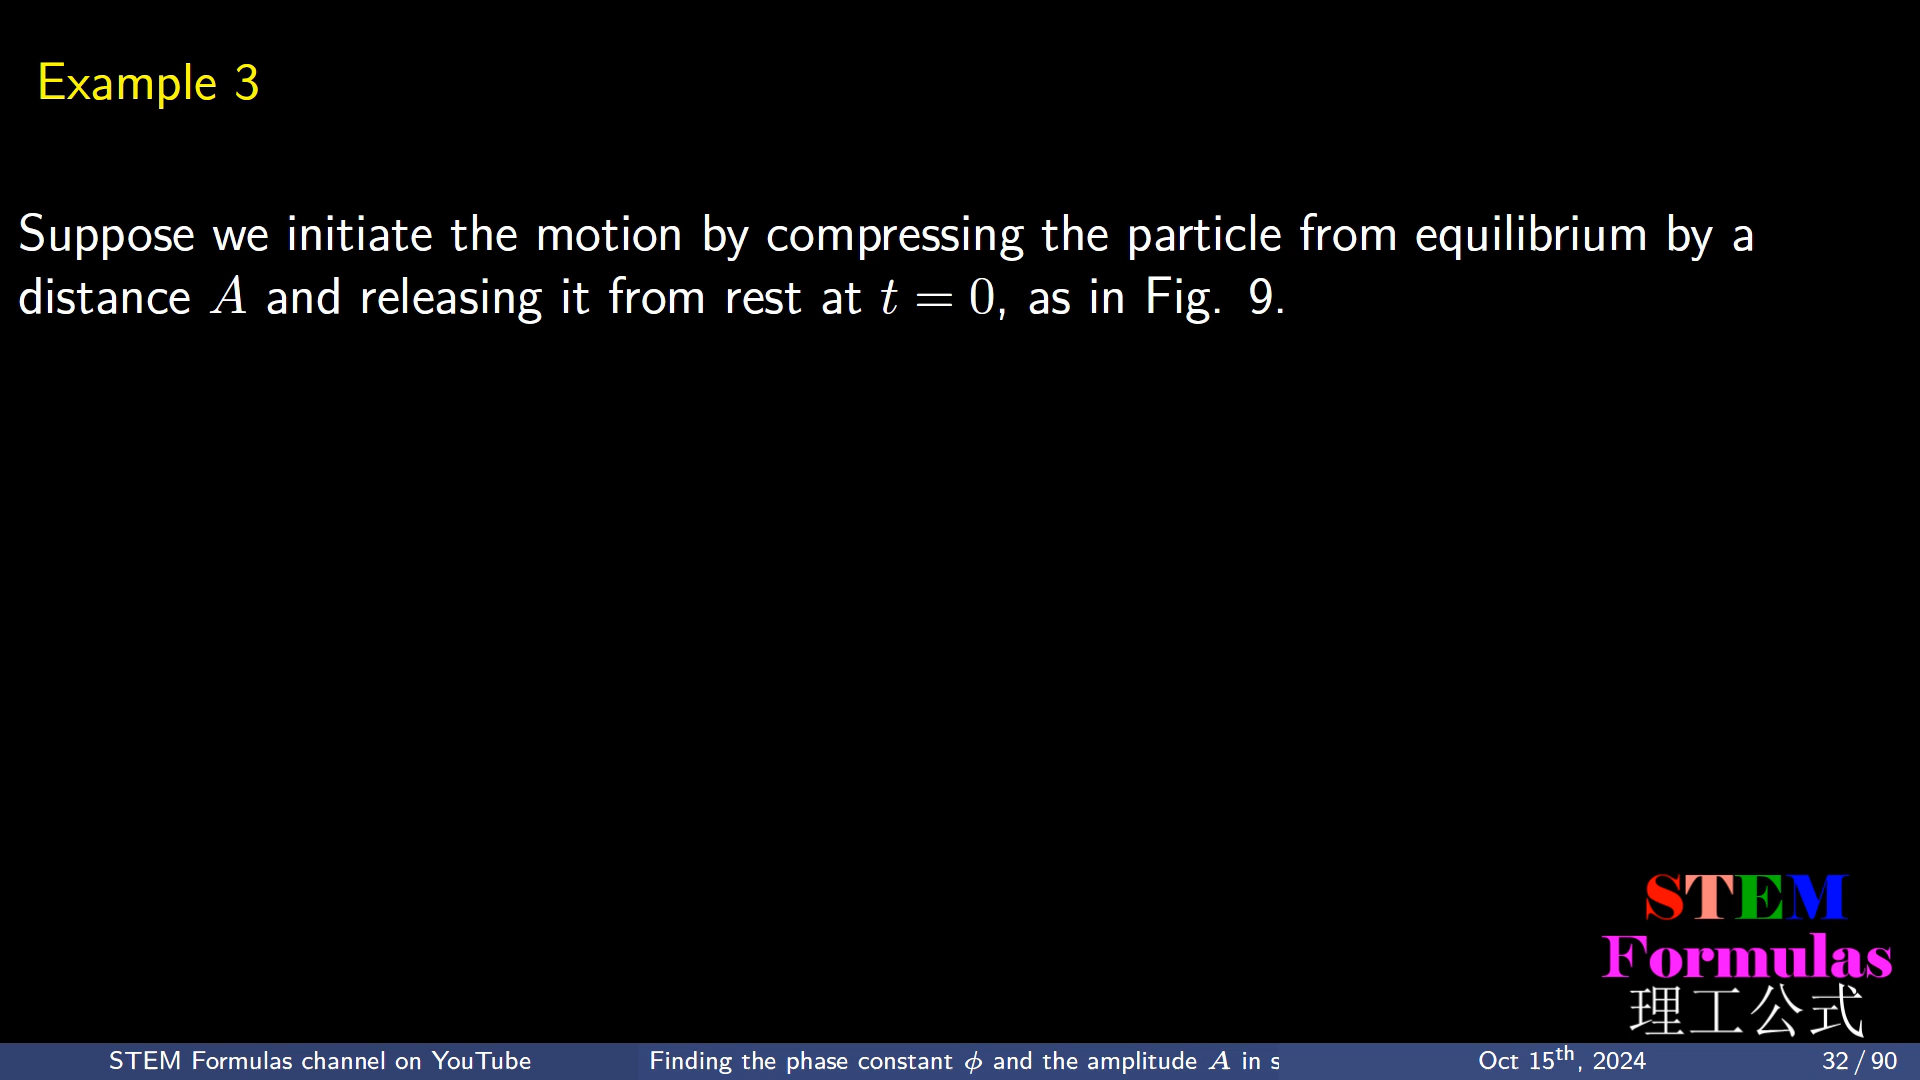 Example 3
Suppose we initiate the motion by compressing the particle from equilibrium by a
distance A and releasing it from rest at t = 0, as in Fig. 9.
STEM
Formulas
理工公式
STEM Formulas channel on YouTube
Finding the phase constant ϕ and the amplitude A in s
Oct 15th, 2024
32 / 90